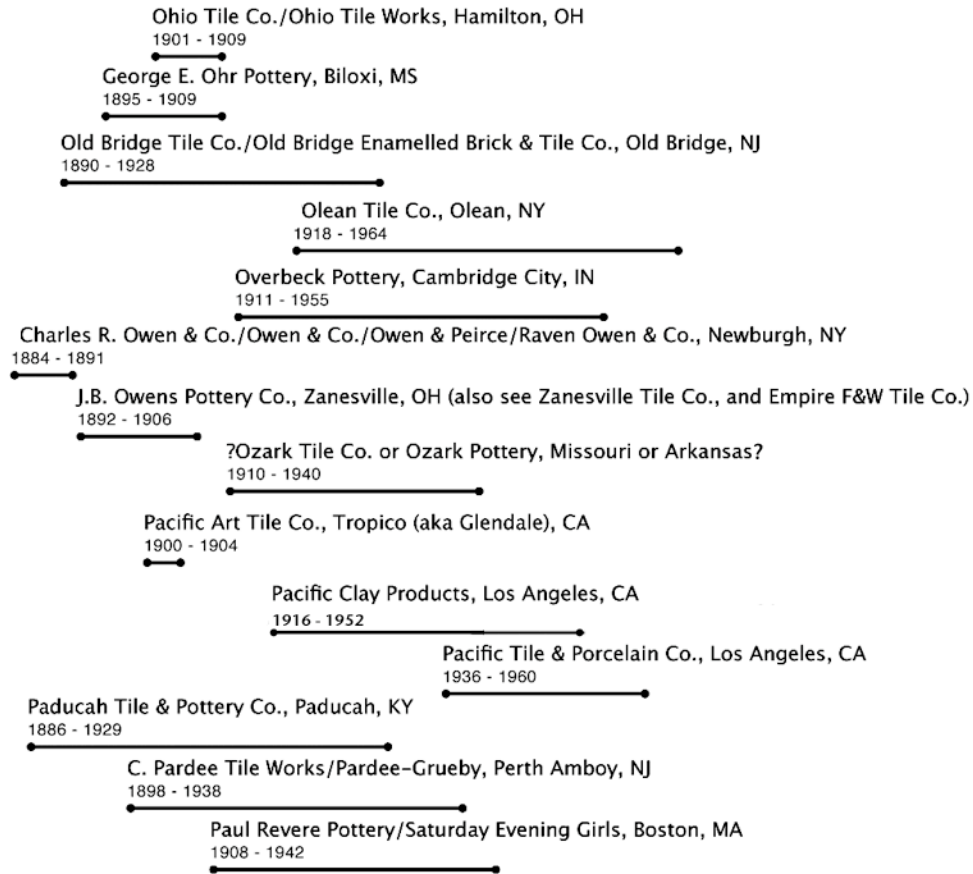 Ohio Tile Co./Ohio Tile Works, Hamilton, OH
1901 - 1909
George E. Ohr Pottery, Biloxi, MS
1895 - 1909
Old Bridge Tile Co./Old Bridge Enamelled Brick & Tile Co., Old Bridge, NJ
1890 - 1928
Olean Tile Co., Olean, NY
1918 - 1964
Overbeck Pottery, Cambridge City, IN
1911 - 1955
Charles R. Owen & Co./Owen & Co./Owen & Peirce/Raven Owen & Co., Newburgh, NY
1884 - 1891
J.B. Owens Pottery Co., Zanesville, OH (also see Zanesville Tile Co., and Empire F&W Tile Co.)
1892 - 1906
?Ozark Tile Co. or Ozark Pottery, Missouri or Arkansas?
1910 - 1940
Pacific Art Tile Co., Tropico (aka Glendale), CA
1900 - 1904
Pacific Clay Products, Los Angeles, CA
1916 - 1952
Pacific Tile & Porcelain Co., Los Angeles, CA
1936 - 1960
Paducah Tile & Pottery Co., Paducah, KY
1886 - 1929
C. Pardee Tile Works/Pardee-Grueby, Perth Amboy, NJ
1898 - 1938
Paul Revere Pottery/Saturday Evening Girls, Boston, MA
1908 - 1942